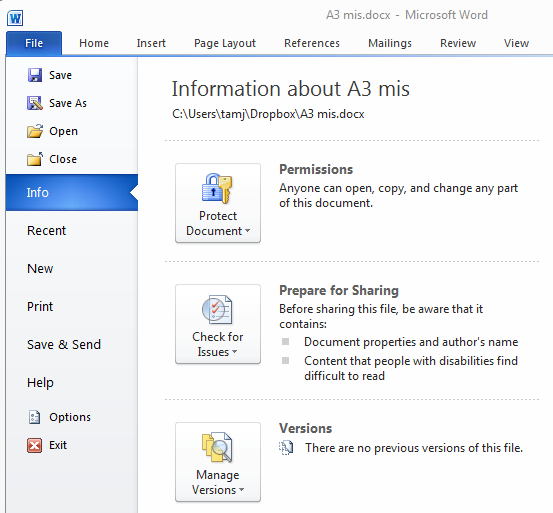 A3 mis.docx - Microsoft Word
File Home Insert Page Layout References Mailings Review View
Save
Save As
Open
Close
Info
Recent
New
Print
Save & Send
Help
Options
Exit
Information about A3 mis
C:\Users\tamj\Dropbox\A3 mis.docx
Protect
Document
Permissions
Anyone can open, copy, and change any part
of this document.
Check for
Issues
Prepare for Sharing
Before sharing this file, be aware that it
contains:
Document properties and author's name
Content that people with disabilities find
difficult to read
Manage
Versions
Versions
There are no previous versions of this file.